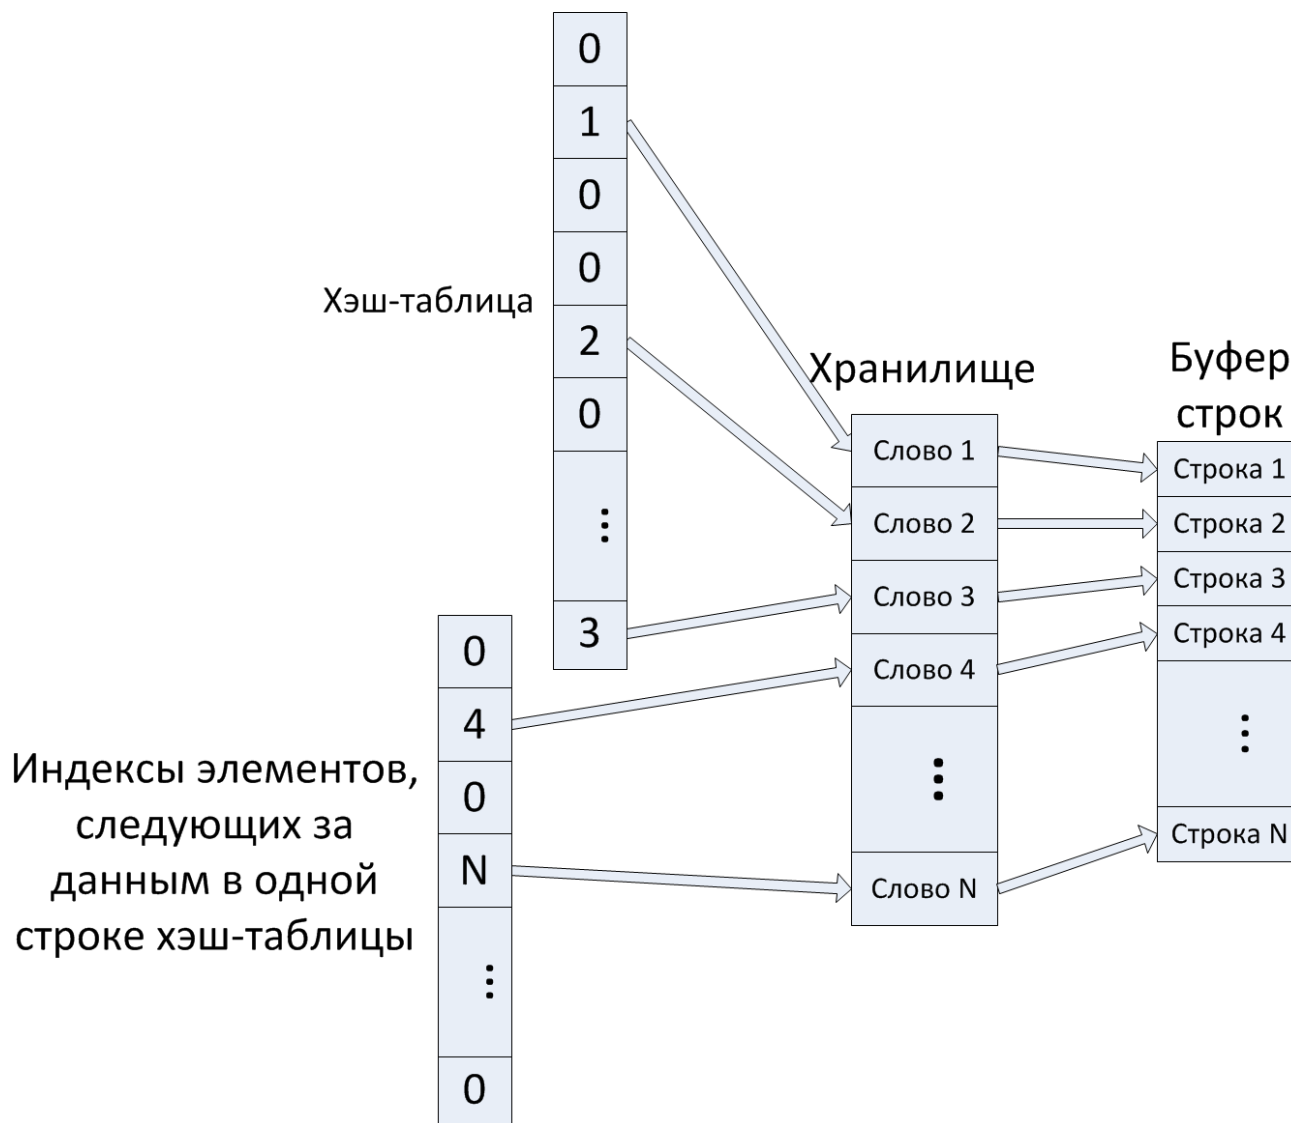 0
1
0
0
2
0
...
3
Хэш-таблица
Хранилище
Слово 1
Слово 2
Слово 3
Слово 4
...
Слово N
Буфер
строк
Строка 1
Строка 2
Строка 3
Строка 4
...
Строка N
0
4
0
N
...
0
Индексы элементов,
следующих за
данным в одной
строке хэш-таблицы